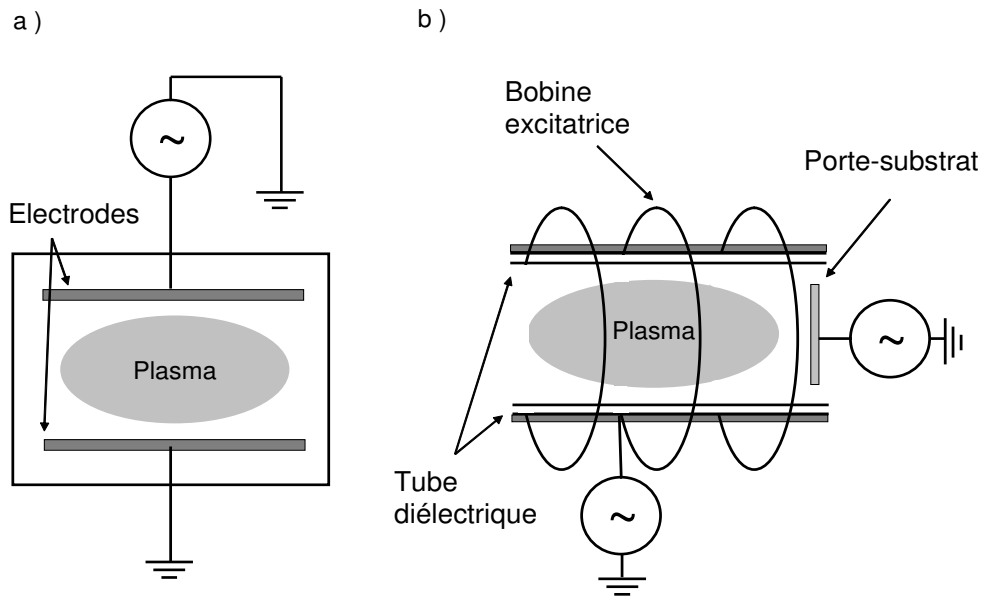 a )
b )
Bobine
excitatrice
Porte-substrat
~
Electrodes
Plasma
Plasma
~
Tube
diélectrique
~